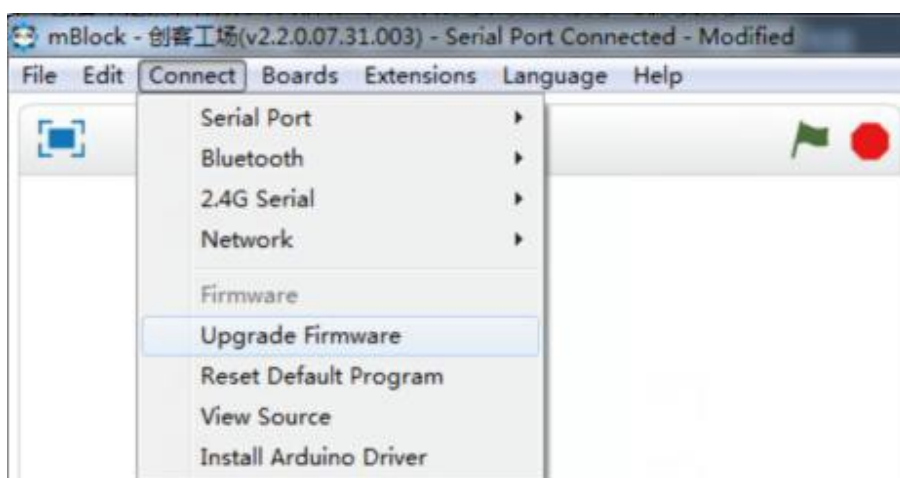 mBlock - 创客工场(v2.2.0.07.31.003) - Serial Port Connected - Modified
File Edit Connect Boards Extensions Language Help
Serial Port
Bluetooth
2.4G Serial
Network
Firmware
Upgrade Firmware
Reset Default Program
View Source
Install Arduino Driver